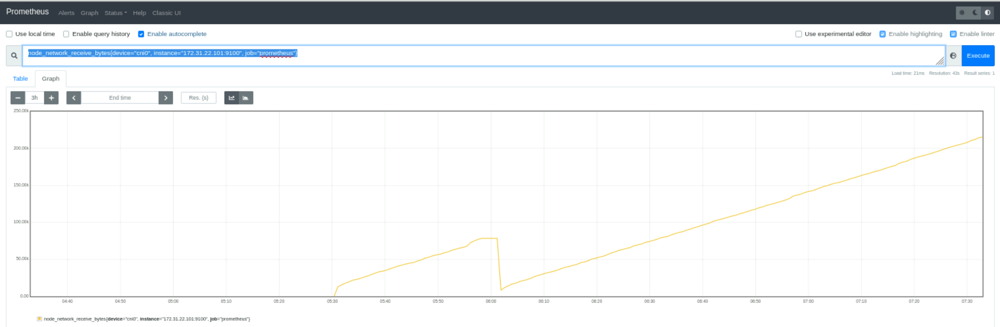 Prometheus Alerts Graph Status Help Classic UI
Use local time Enable query history Enable autocomplete Use experimental editor Enable highlighting Enable linter
node_network_receive_bytes{device="cni0", instance="172.31.22.101:9100", job="prometheus"}
Execute
Load time: 21ms Resolution: 43s Result series: 1
Table Graph
3h End time Res. (s)
250.00k
200.00k
150.00k
100.00k
50.00k
0.00
04:40 04:50 05:00 05:10 05:20 05:30 05:40 05:50 06:00 06:10 06:20 06:30 06:40 06:50 07:00 07:10 07:20 07:30
node_network_receive_bytes{device="cni0", instance="172.31.22.101:9100", job="prometheus"}